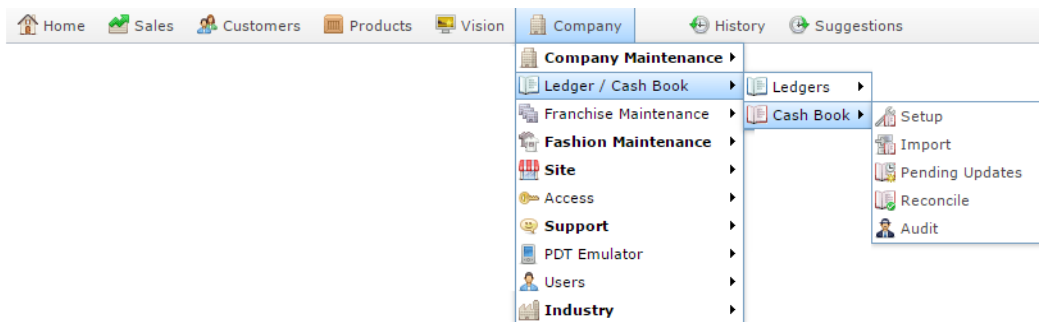 Home Sales Customers Products Vision Company History Suggestions
Company Maintenance
Ledger / Cash Book Ledgers
Franchise Maintenance Cash Book Setup
Fashion Maintenance Import
Site Pending Updates
Access Reconcile
Support Audit
PDT Emulator
Users
Industry